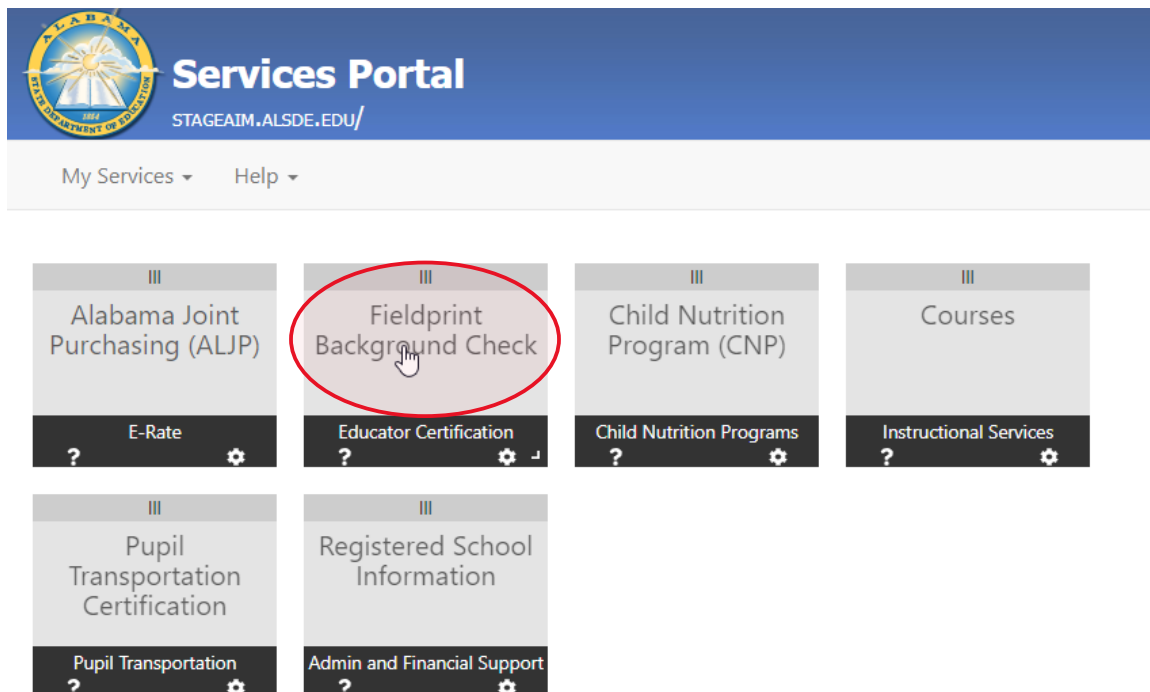 ALABAMA
STATE DEPARTMENT OF EDUCATION
Services Portal
STAGEAIM.ALSDE.EDU/
My Services Help
Alabama Joint
Purchasing (ALJP)
E-Rate
?
Fieldprint
Background Check
Educator Certification
?
Child Nutrition
Program (CNP)
Child Nutrition Programs
?
Courses
Instructional Services
?
Pupil
Transportation
Certification
Pupil Transportation
?
Registered School
Information
Admin and Financial Support
?